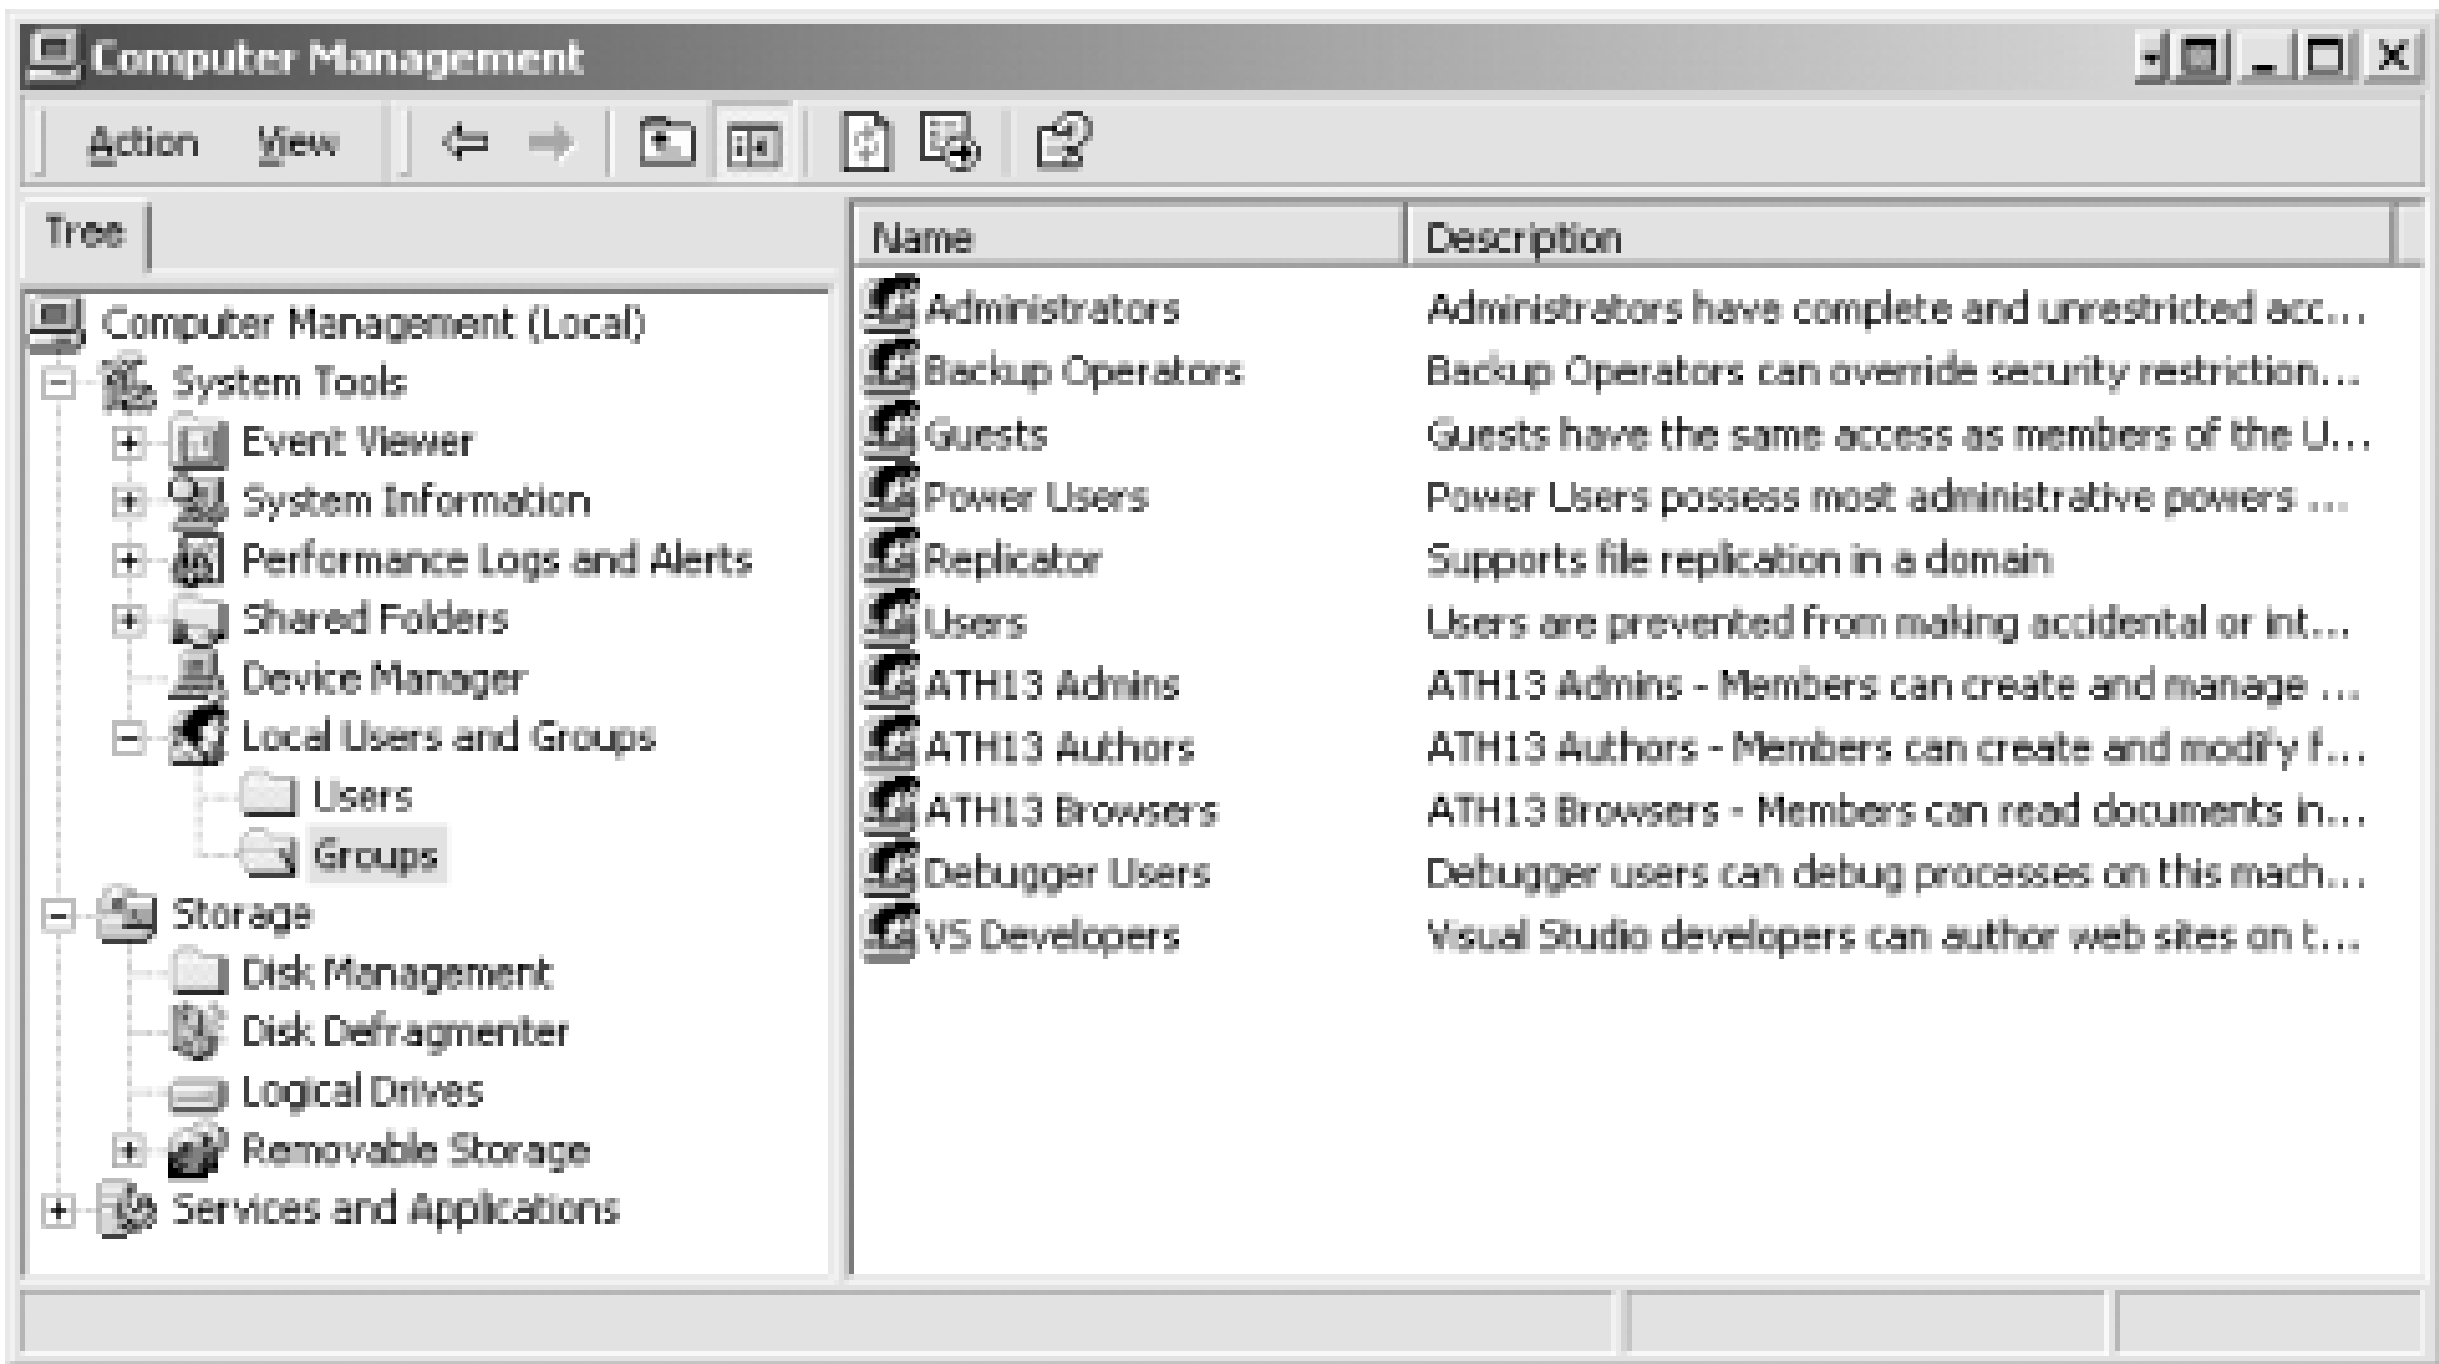 Computer Management
Action View
Tree
Computer Management (Local)
System Tools
Event Viewer
System Information
Performance Logs and Alerts
Shared Folders
Device Manager
Local Users and Groups
Users
Groups
Storage
Disk Management
Disk Defragmenter
Logical Drives
Removable Storage
Services and Applications
Name Description
Administrators Administrators have complete and unrestricted acc...
Backup Operators Backup Operators can override security restriction...
Guests Guests have the same access as members of the U...
Power Users Power Users possess most administrative powers ...
Replicator Supports file replication in a domain
Users Users are prevented from making accidental or int...
ATH13 Admins ATH13 Admins - Members can create and manage ...
ATH13 Authors ATH13 Authors - Members can create and modify f...
ATH13 Browsers ATH13 Browsers - Members can read documents in...
Debugger Users Debugger users can debug processes on this mach...
VS Developers Visual Studio developers can author web sites on t...